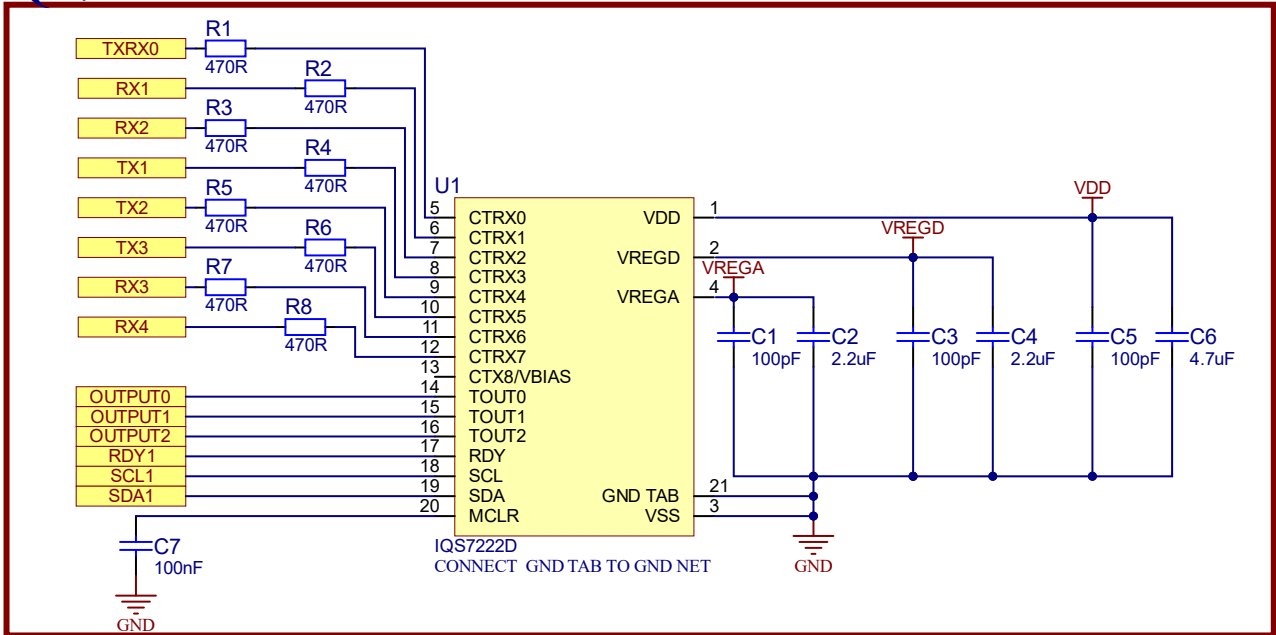 TXRX0
R1
470R
RX1
R2
470R
RX2
R3
470R
TX1
R4
470R
TX2
R5
470R
TX3
R6
470R
RX3
R7
470R
RX4
R8
470R
OUTPUT0
OUTPUT1
OUTPUT2
RDY1
SCL1
SDA1
C7
100nF
GND
U1
5 CTRX0
6 CTRX1
7 CTRX2
8 CTRX3
9 CTRX4
10 CTRX5
11 CTRX6
12 CTRX7
13 CTX8/VBIAS
14 TOUT0
15 TOUT1
16 TOUT2
17 RDY
18 SCL
19 SDA
20 MCLR
VDD 1
VREGD 2
VREGA 4
GND TAB 21
VSS 3
IQS7222D
CONNECT GND TAB TO GND NET
VREGA
VREGD
VDD
C1
100pF
C2
2.2uF
C3
100pF
C4
2.2uF
C5
100pF
C6
4.7uF
GND